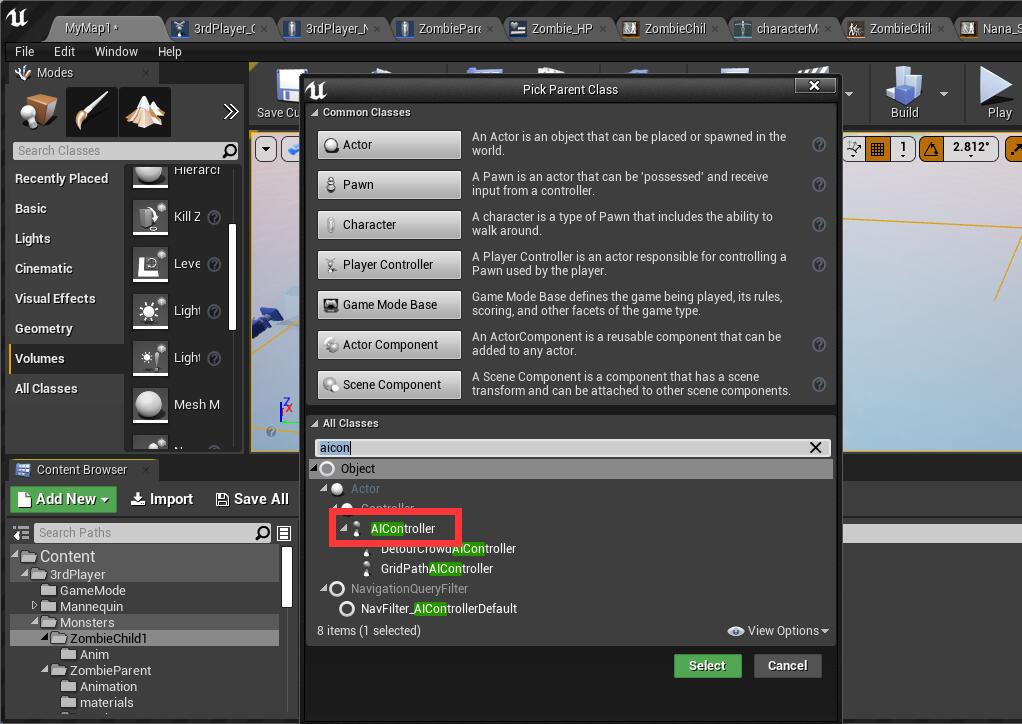 MyMap1*
3rdPlayer_
3rdPlayer_
ZombiePare
Zombie_HP
ZombieChil
characterM
ZombieChil
Nana_S
File Edit Window Help
Modes
Search Classes
Recently Placed
Basic
Lights
Cinematic
Visual Effects
Geometry
Volumes
All Classes
Hierarch
Kill Z
Leve
Light
Light
Mesh M
Save Cu
Build
Play
1
2.812°
Pick Parent Class
Common Classes
Actor
An Actor is an object that can be placed or spawned in the
world.
Pawn
A Pawn is an actor that can be 'possessed' and receive
input from a controller.
Character
A character is a type of Pawn that includes the ability to
walk around.
Player Controller
A Player Controller is an actor responsible for controlling a
Pawn used by the player.
Game Mode Base
Game Mode Base defines the game being played, its rules,
scoring, and other facets of the game type.
Actor Component
An ActorComponent is a reusable component that can be
added to any actor.
Scene Component
A Scene Component is a component that has a scene
transform and can be attached to other scene components.
All Classes
aicon
Object
Actor
Controller
AIController
DetourCrowdAIController
GridPathAIController
NavigationQueryFilter
NavFilter_AIControllerDefault
8 items (1 selected)
View Options
Select
Cancel
Z
X
Content Browser
Add New
Import
Save All
Search Paths
Content
3rdPlayer
GameMode
Mannequin
Monsters
ZombieChild1
Anim
ZombieParent
Animation
materials